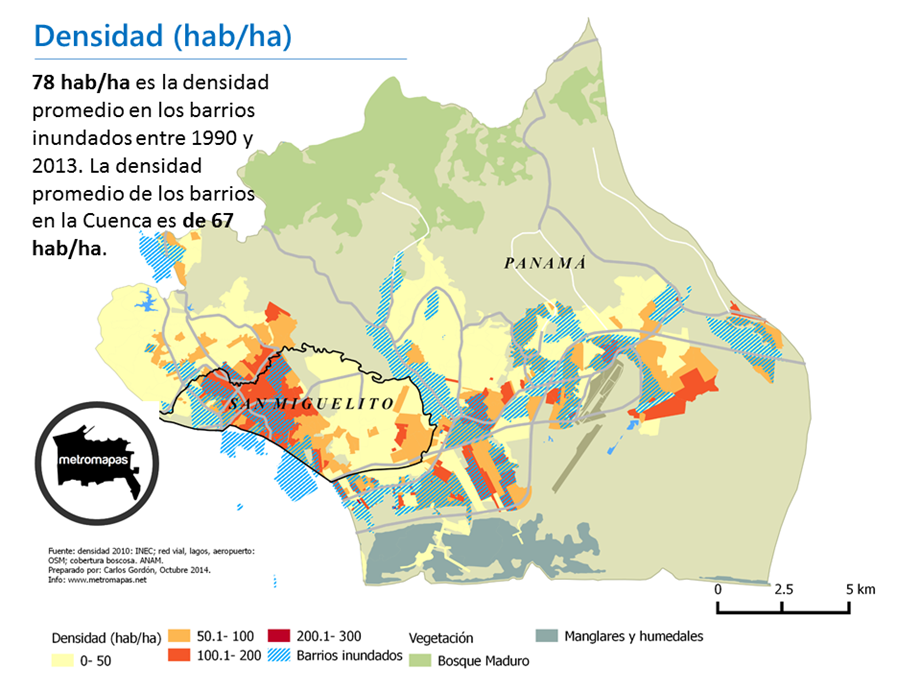 Densidad (hab/ha)
78 hab/ha es la densidad
promedio en los barrios
inundados entre 1990 y
2013. La densidad
promedio de los barrios
en la Cuenca es de 67
hab/ha.
PANAMÁ
SAN MIGUELITO
metromapas
Fuente: densidad 2010: INEC; red vial, lagos, aeropuerto:
OSM; cobertura boscosa. ANAM.
Preparado por: Carlos Gordón, Octubre 2014.
Info: www.metromapas.net
0 2.5 5 km
Densidad (hab/ha)
0- 50
50.1- 100
100.1- 200
200.1- 300
Barrios inundados
Vegetación
Bosque Maduro
Manglares y humedales